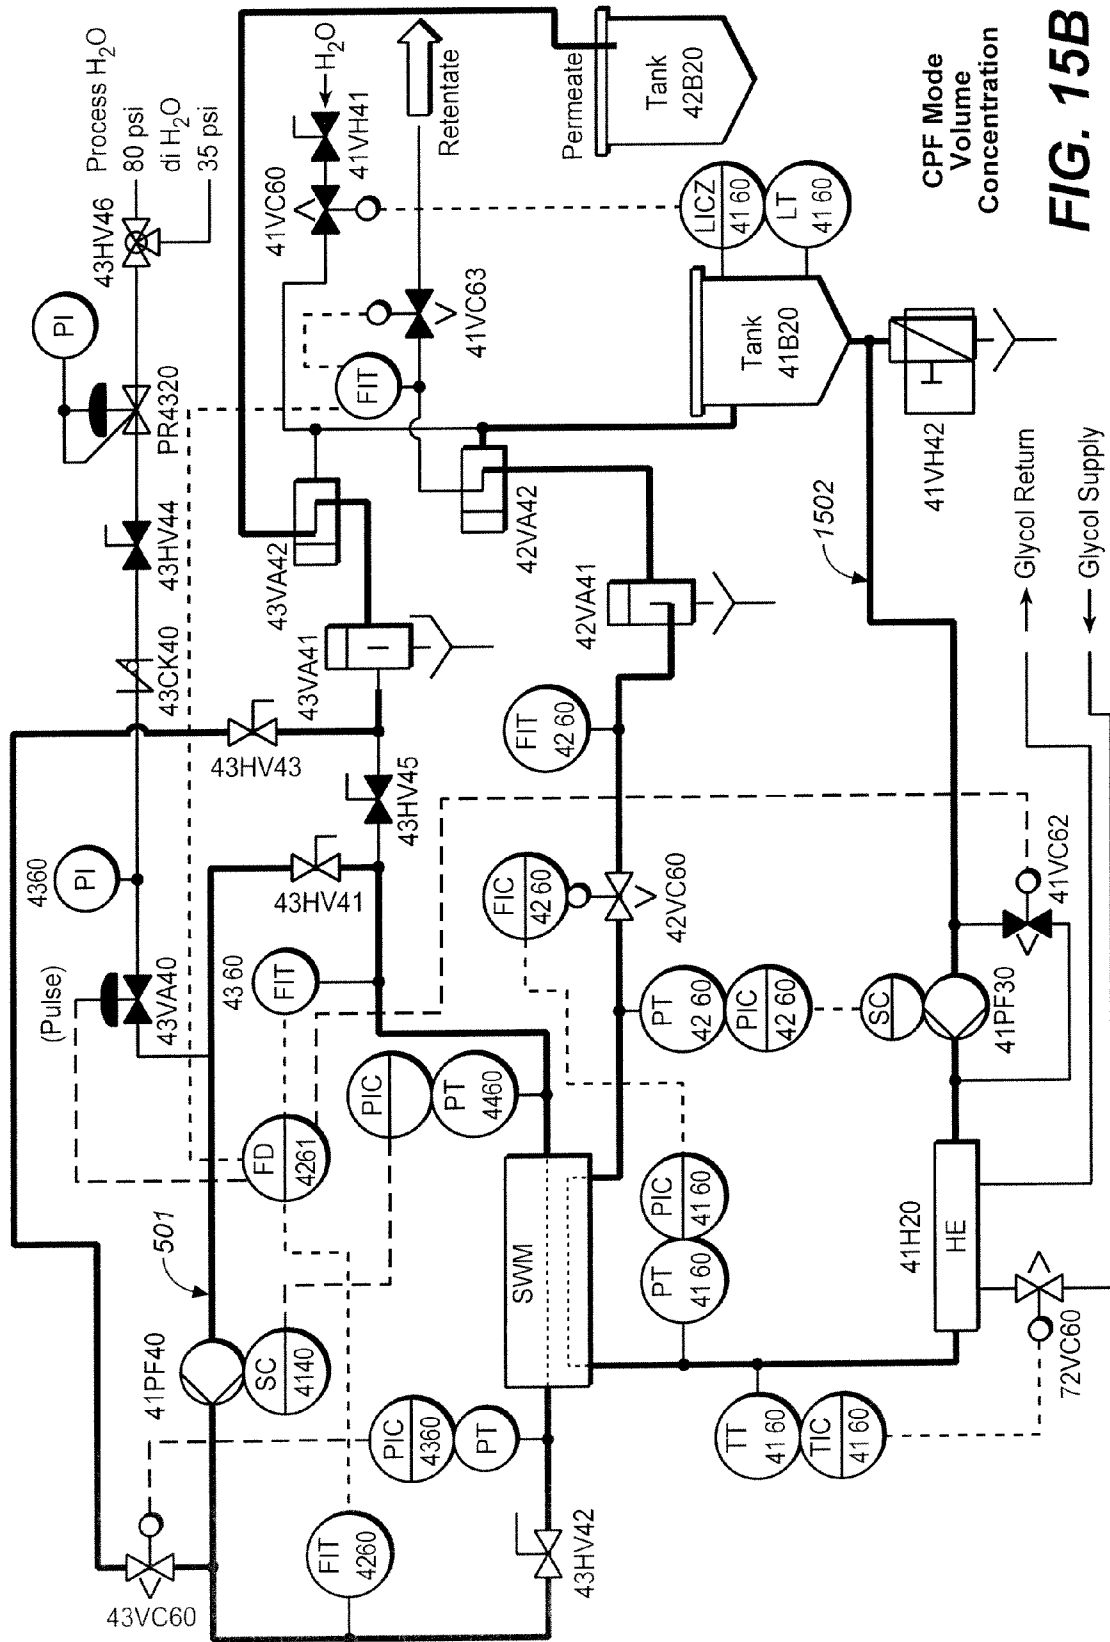 Process H2O
80 psi
di H2O
35 psi
43HV46
PI
PR4320
43HV44
43CK40
PI
4360
(Pulse)
43VA40
H2O
41VH41
41VC60
Retentate
41VC63
FIT
Permeate
Tank
42B20
LICZ
41 60
LT
41 60
Tank
41B20
41VH42
43VA42
42VA42
43VA41
42VA41
43HV43
43HV45
43HV41
43 60
FIT
FD
4261
PIC
PT
4460
501
41PF40
SC
4140
PIC
4360
PT
43VC60
FIT
4260
43HV42
SWM
FIT
42 60
FIC
42 60
42VC60
PT
42 60
PIC
42 60
SC
41PF30
41VC62
PIC
41 60
PT
41 60
TT
41 60
TIC
41 60
41H20
HE
72VC60
1502
Glycol Return
Glycol Supply
CPF Mode
Volume
Concentration
FIG. 15B